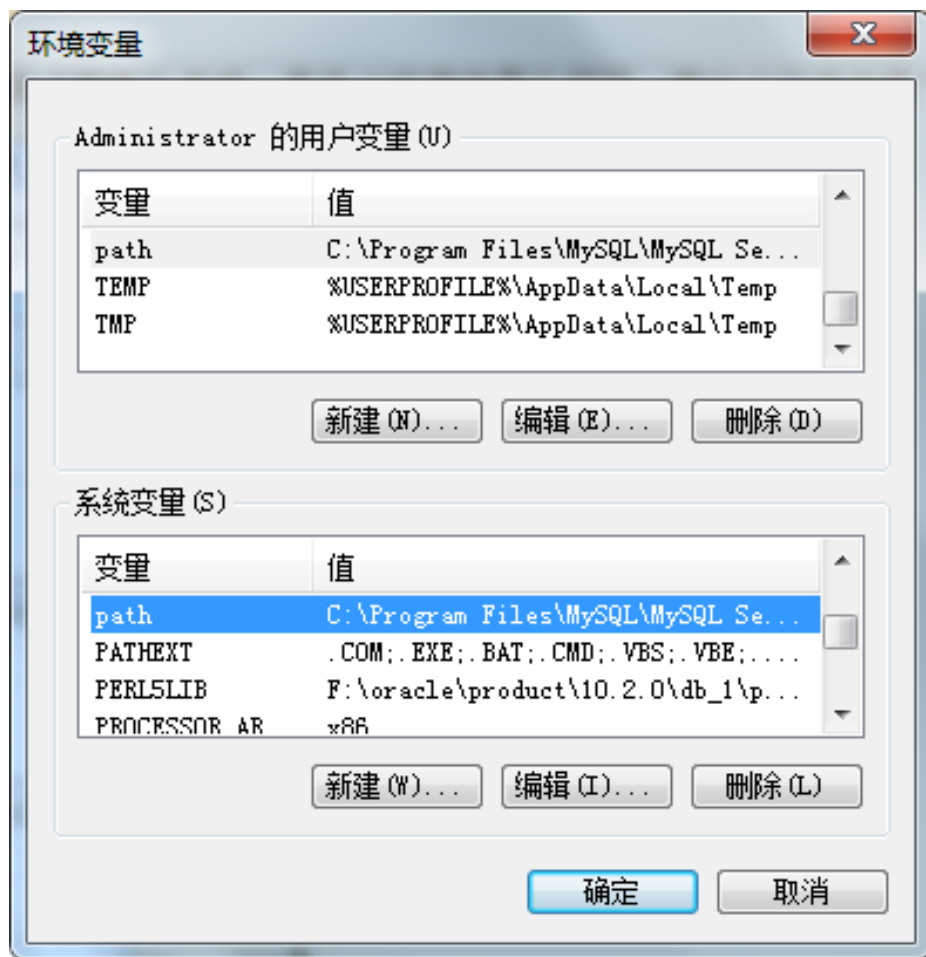 环境变量
Administrator 的用户变量(U)
变量 值
path C:\Program Files\MySQL\MySQL Se...
TEMP %USERPROFILE%\AppData\Local\Temp
TMP %USERPROFILE%\AppData\Local\Temp
新建(N)... 编辑(E)... 删除(D)
系统变量(S)
变量 值
path C:\Program Files\MySQL\MySQL Se...
PATHEXT .COM;.EXE;.BAT;.CMD;.VBS;.VBE;....
PERL5LIB F:\oracle\product\10.2.0\db_1\p...
PROCESSOR_AR x86
新建(W)... 编辑(I)... 删除(L)
确定 取消